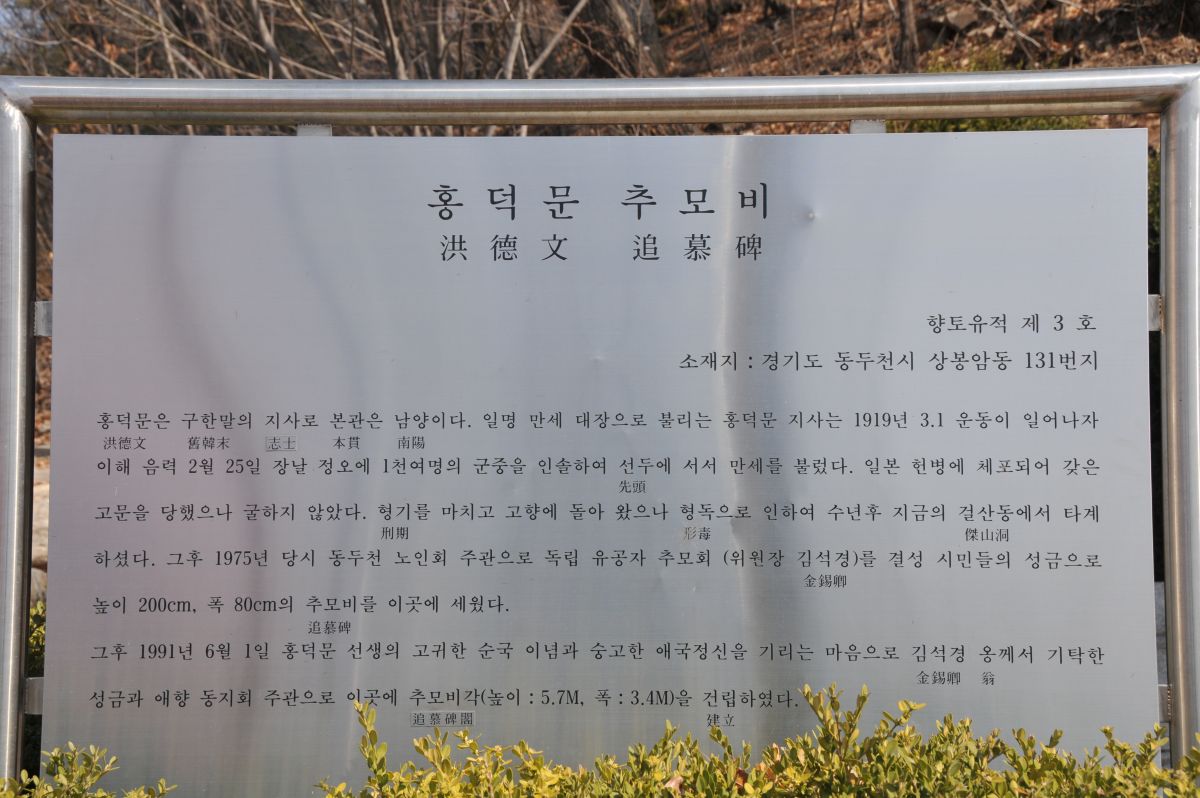 홍덕문 추모비
洪德文 追慕碑
향토유적 제 3 호
소재지 : 경기도 동두천시 상봉암동 131번지
홍덕문은 구한말의 지사로 본관은 남양이다. 일명 만세 대장으로 불리는 홍덕문 지사는 1919년 3.1 운동이 일어나자
洪德文 舊韓末 志士 本貫 南陽
이해 음력 2월 25일 장날 정오에 1천여명의 군중을 인솔하여 선두에 서서 만세를 불렀다. 일본 헌병에 체포되어 갖은
先頭
고문을 당했으나 굴하지 않았다. 형기를 마치고 고향에 돌아 왔으나 형독으로 인하여 수년후 지금의 걸산동에서 타계
刑期 形毒 傑山洞
하셨다. 그후 1975년 당시 동두천 노인회 주관으로 독립 유공자 추모회 (위원장 김석경)를 결성 시민들의 성금으로
金錫卿
높이 200cm, 폭 80cm의 추모비를 이곳에 세웠다.
追慕碑
그후 1991년 6월 1일 홍덕문 선생의 고귀한 순국 이념과 숭고한 애국정신을 기리는 마음으로 김석경 옹께서 기탁한
金錫卿 翁
성금과 애향 동지회 주관으로 이곳에 추모비각(높이 : 5.7M, 폭 : 3.4M)을 건립하였다.
追慕碑閣 建立